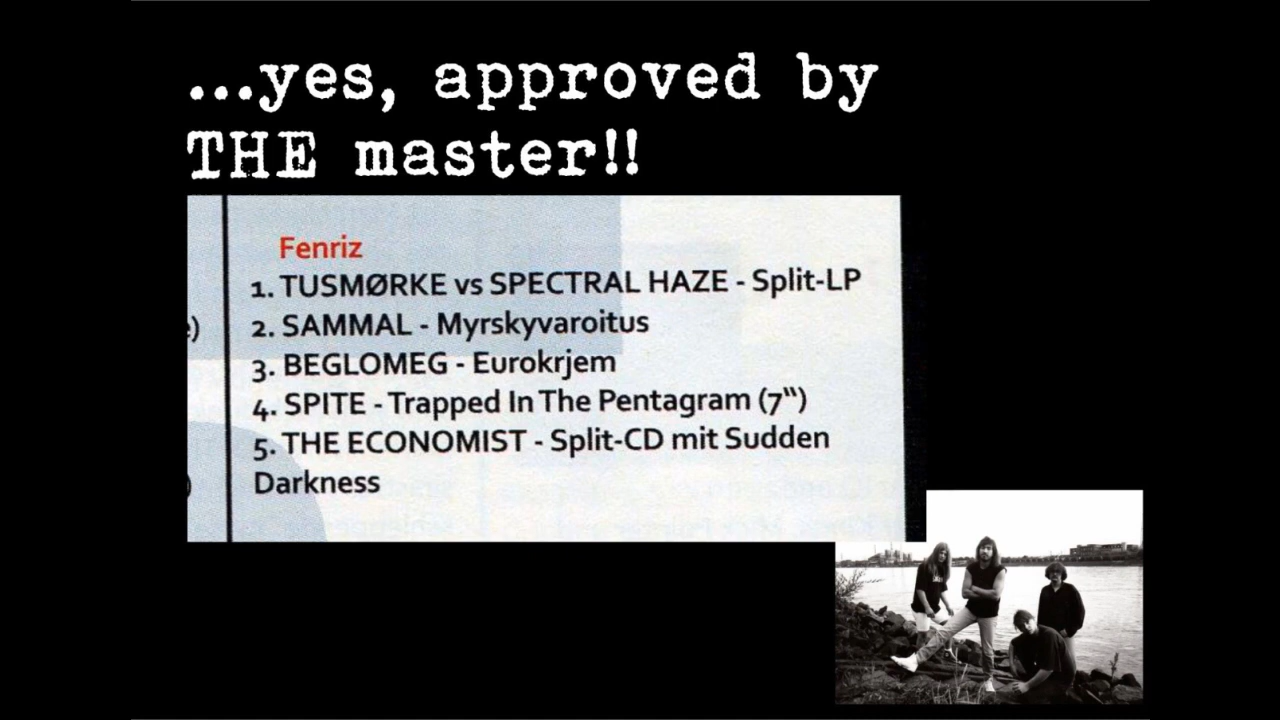 ...yes, approved by
THE master!!
Fenriz
1. TUSMØRKE vs SPECTRAL HAZE - Split-LP
2. SAMMAL - Myrskyvaroitus
3. BEGLOMEG - Eurokrjem
4. SPITE - Trapped In The Pentagram (7")
5. THE ECONOMIST - Split-CD mit Sudden
Darkness